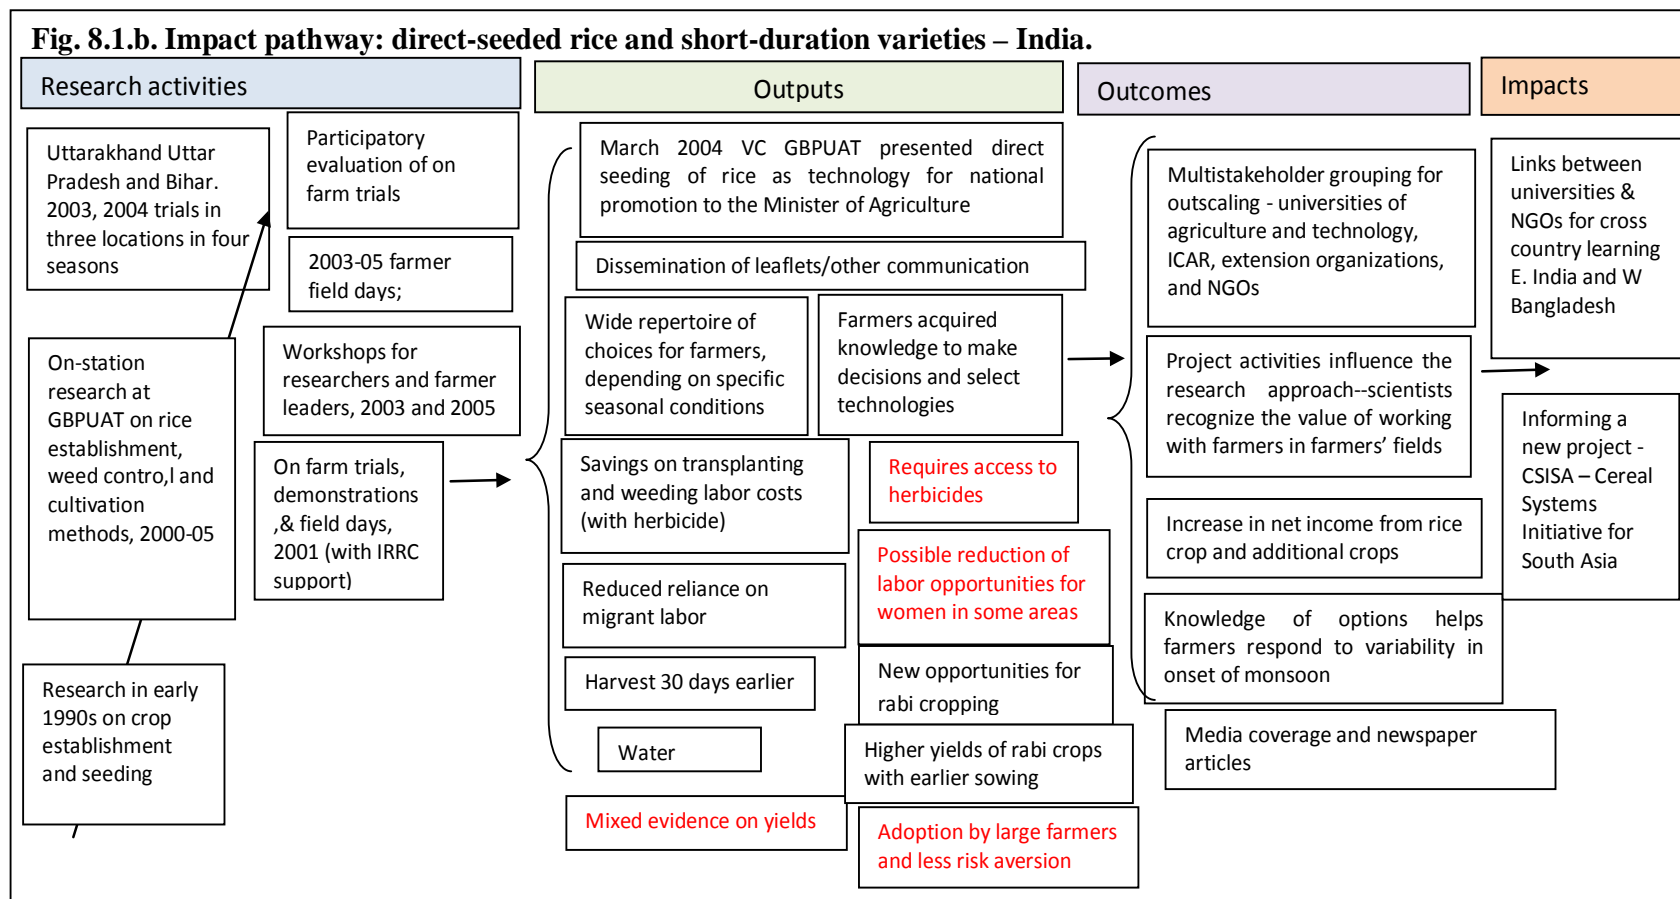 Fig. 8.1.b. Impact pathway: direct-seeded rice and short-duration varieties – India.
Research activities
Outputs
Outcomes
Impacts
Uttarakhand Uttar
Pradesh and Bihar.
2003, 2004 trials in
three locations in four
seasons
On-station
research at
GBPUAT on rice
establishment,
weed contro,l and
cultivation
methods, 2000-05
Research in early
1990s on crop
establishment
and seeding
Participatory
evaluation of on
farm trials
2003-05 farmer
field days;
Workshops for
researchers and farmer
leaders, 2003 and 2005
On farm trials,
demonstrations
,& field days,
2001 (with IRRC
support)
March 2004 VC GBPUAT presented direct
seeding of rice as technology for national
promotion to the Minister of Agriculture
Dissemination of leaflets/other communication
Wide repertoire of
choices for farmers,
depending on specific
seasonal conditions
Farmers acquired
knowledge to make
decisions and select
technologies
Savings on transplanting
and weeding labor costs
(with herbicide)
Requires access to
herbicides
Reduced reliance on
migrant labor
Possible reduction of
labor opportunities for
women in some areas
Harvest 30 days earlier
New opportunities for
rabi cropping
Water
Higher yields of rabi crops
with earlier sowing
Mixed evidence on yields
Adoption by large farmers
and less risk aversion
Multistakeholder grouping for
outscaling - universities of
agriculture and technology,
ICAR, extension organizations,
and NGOs
Project activities influence the
research approach--scientists
recognize the value of working
with farmers in farmers’ fields
Increase in net income from rice
crop and additional crops
Knowledge of options helps
farmers respond to variability in
onset of monsoon
Media coverage and newspaper
articles
Links between
universities &
NGOs for cross
country learning
E. India and W
Bangladesh
Informing a
new project -
CSISA – Cereal
Systems
Initiative for
South Asia